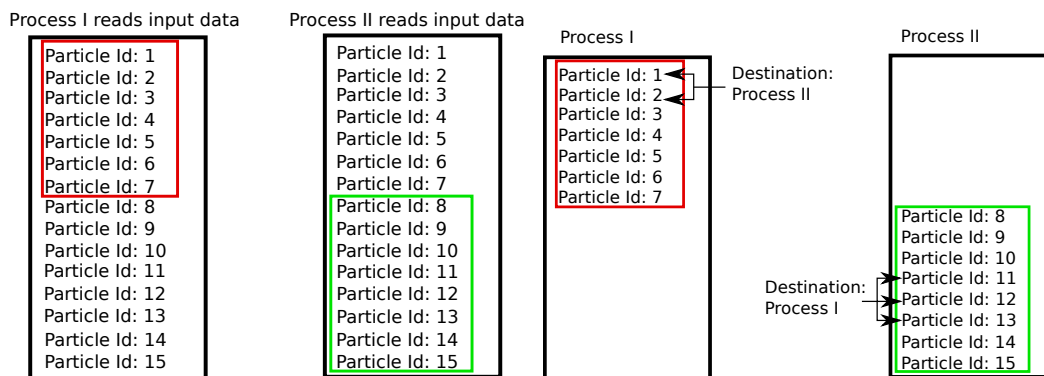 Process I reads input data
Particle Id: 1
Particle Id: 2
Particle Id: 3
Particle Id: 4
Particle Id: 5
Particle Id: 6
Particle Id: 7
Particle Id: 8
Particle Id: 9
Particle Id: 10
Particle Id: 11
Particle Id: 12
Particle Id: 13
Particle Id: 14
Particle Id: 15
Process II reads input data
Particle Id: 1
Particle Id: 2
Particle Id: 3
Particle Id: 4
Particle Id: 5
Particle Id: 6
Particle Id: 7
Particle Id: 8
Particle Id: 9
Particle Id: 10
Particle Id: 11
Particle Id: 12
Particle Id: 13
Particle Id: 14
Particle Id: 15
Process I
Particle Id: 1
Particle Id: 2
Particle Id: 3
Particle Id: 4
Particle Id: 5
Particle Id: 6
Particle Id: 7
Destination:
Process II
Process II
Particle Id: 8
Particle Id: 9
Particle Id: 10
Particle Id: 11
Particle Id: 12
Particle Id: 13
Particle Id: 14
Particle Id: 15
Destination:
Process I